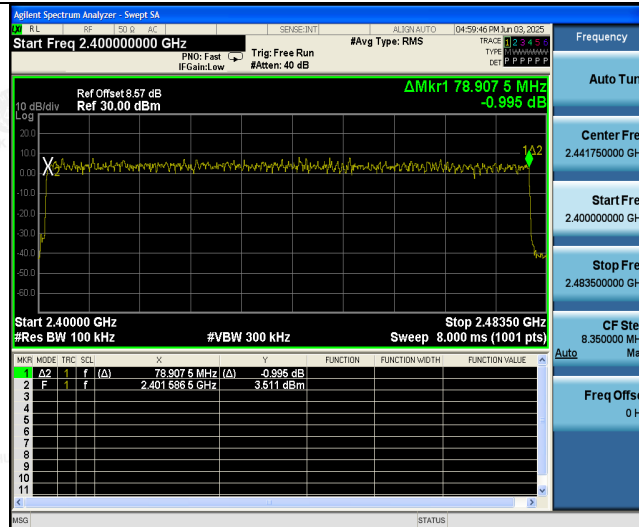 Agilent Spectrum Analyzer - Swept SA
LXI RL RF 50 Ω AC SENSE:INT ALIGN AUTO 04:59:46 PM Jun 03, 2025
Start Freq 2.400000000 GHz #Avg Type: RMS TRACE 1 2 3 4 5 6
PNO: Fast Trig: Free Run TYPE M
IFGain:Low #Atten: 40 dB DET P P P P P P
Ref Offset 8.57 dB ΔMkr1 78.907 5 MHz
10 dB/div Ref 30.00 dBm -0.995 dB
Log
20.0
10.0
0.00
-10.0
-20.0
-30.0
-40.0
-50.0
-60.0
X2 1Δ2
Start 2.40000 GHz Stop 2.48350 GHz
#Res BW 100 kHz #VBW 300 kHz Sweep 8.000 ms (1001 pts)
MKR MODE TRC SCL X Y FUNCTION FUNCTION WIDTH FUNCTION VALUE
1 Δ2 1 f (Δ) 78.907 5 MHz (Δ) -0.995 dB
2 F 1 f 2.401 586 5 GHz 3.511 dBm
3
4
5
6
7
8
9
10
11
MSG STATUS
Frequency
Auto Tun
Center Fre
2.441750000 GH
Start Fre
2.400000000 GH
Stop Fre
2.483500000 GH
CF Ste
8.350000 MH
Auto Ma
Freq Offse
0 H